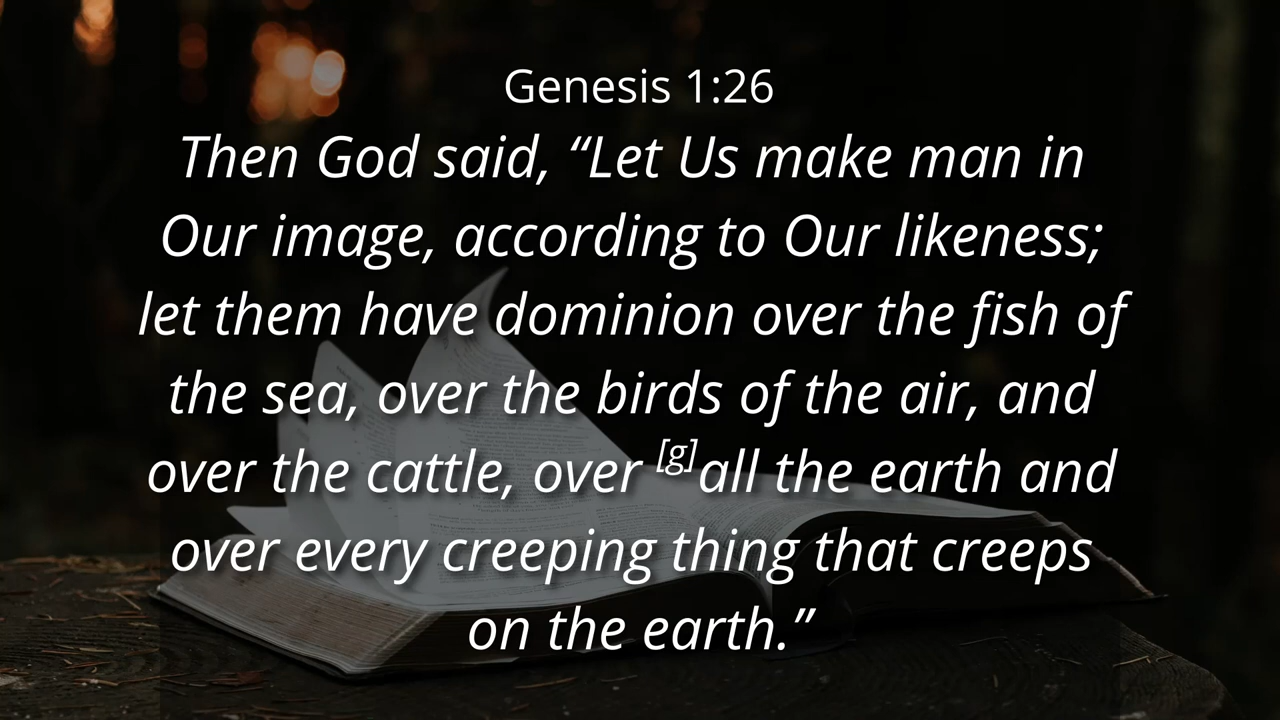 Genesis 1:26
Then God said, “Let Us make man in
Our image, according to Our likeness;
let them have dominion over the fish of
the sea, over the birds of the air, and
over the cattle, over [g]all the earth and
over every creeping thing that creeps
on the earth.”